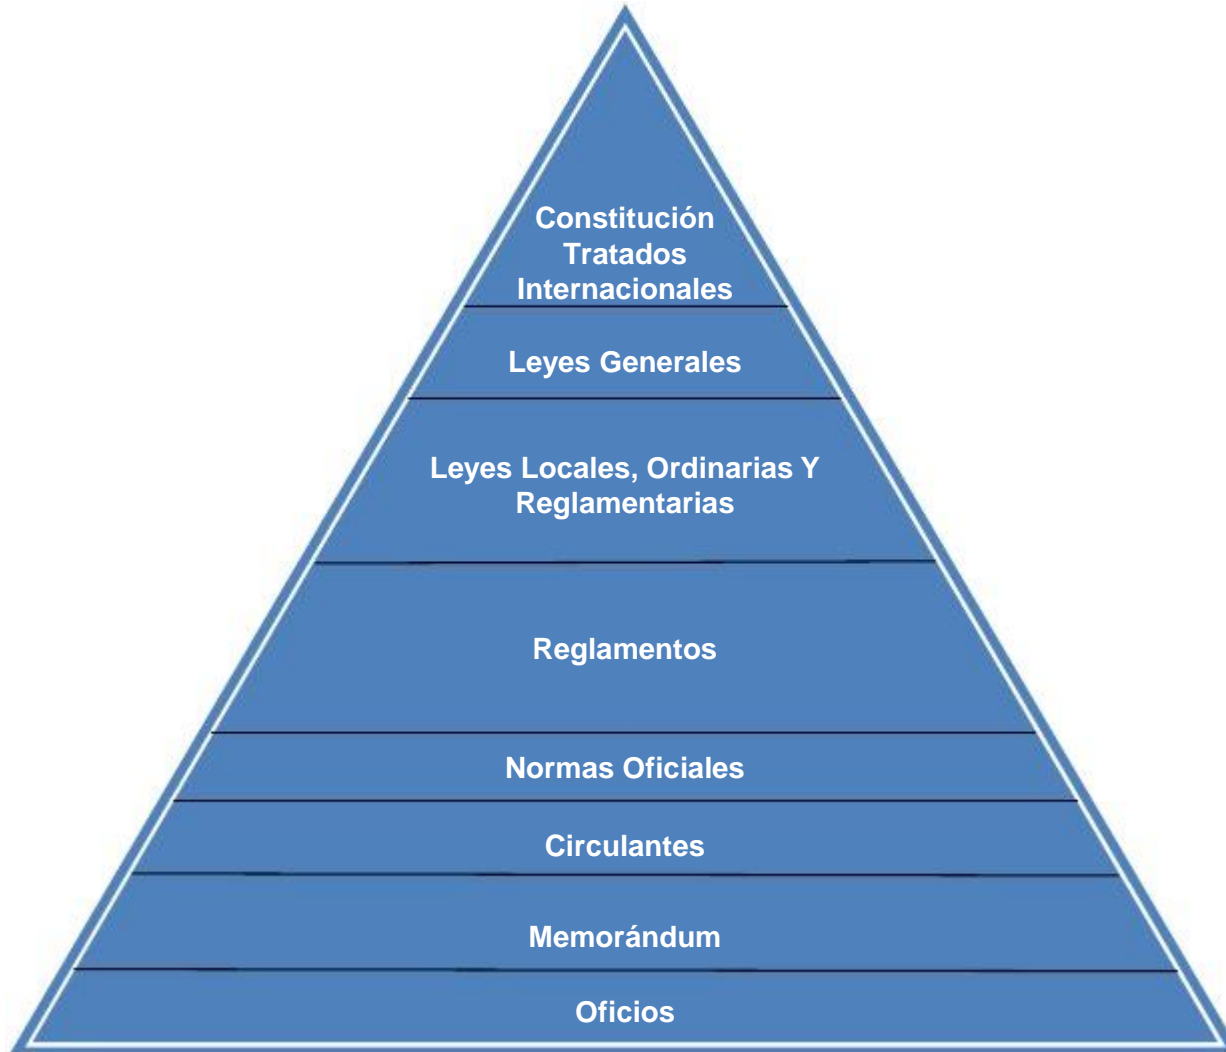 Constitución
Tratados
Internacionales
Leyes Generales
Leyes Locales, Ordinarias Y
Reglamentarias
Reglamentos
Normas Oficiales
Circulantes
Memorándum
Oficios